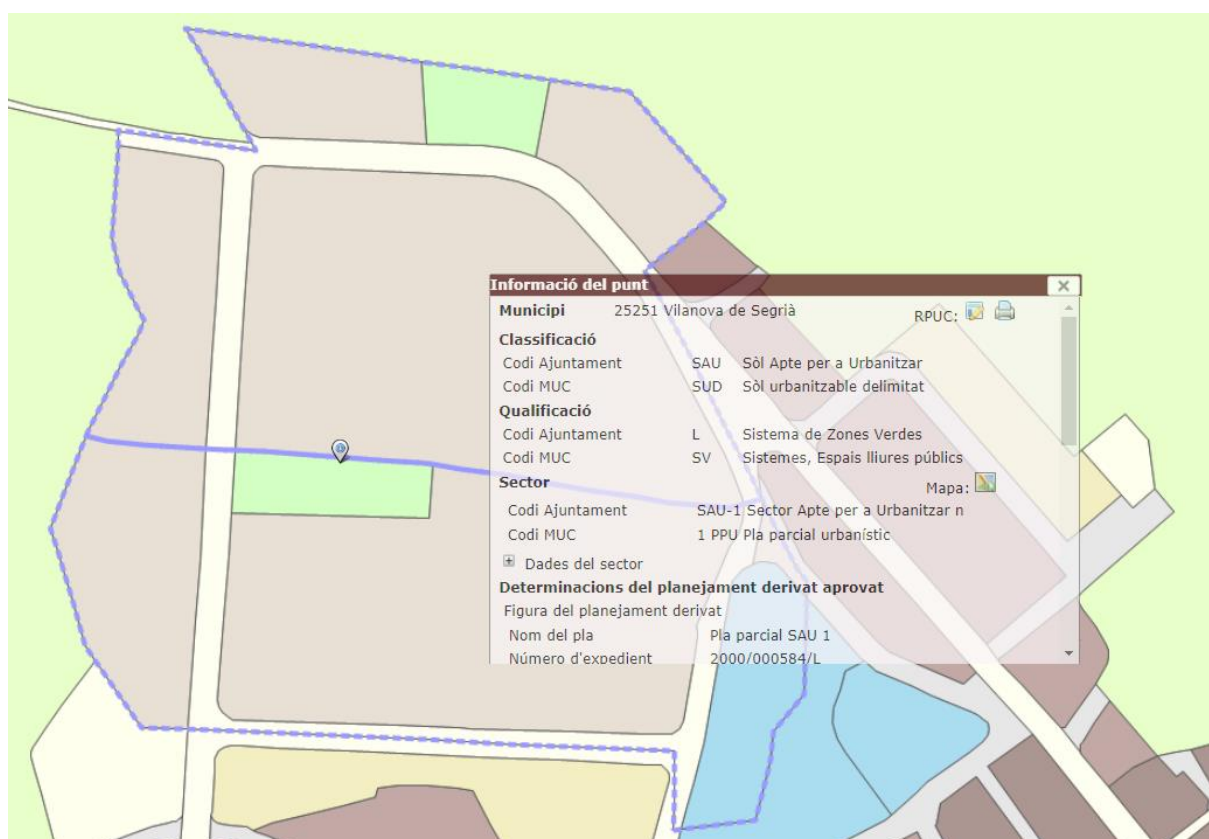 Informació del punt
Municipi 25251 Vilanova de Segrià RPUC:
Classificació
Codi Ajuntament SAU Sòl Apte per a Urbanitzar
Codi MUC SUD Sòl urbanitzable delimitat
Qualificació
Codi Ajuntament L Sistema de Zones Verdes
Codi MUC SV Sistemes, Espais lliures públics
Sector Mapa:
Codi Ajuntament SAU-1 Sector Apte per a Urbanitzar n
Codi MUC 1 PPU Pla parcial urbanístic
Dades del sector
Determinacions del planejament derivat aprovat
Figura del planejament derivat
Nom del pla Pla parcial SAU 1
Número d'expedient 2000/000584/L